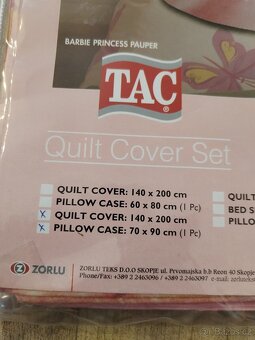 BARBIE PRINCESS PAUPER
TAC
Quilt Cover Set
QUILT COVER: 140 x 200 cm
PILLOW CASE: 60 x 80 cm (1 Pc)
x QUILT COVER: 140 x 200 cm
x PILLOW CASE: 70 x 90 cm (1 Pc)
QUILT
BED S
PILLO
ZORLU
ZORLU TEKS D.O.O SKOPJE ul. Prvomajska b.b Reon 40 Skopje
Phone/Fax: +389 2 2463096 / +389 2 2463097